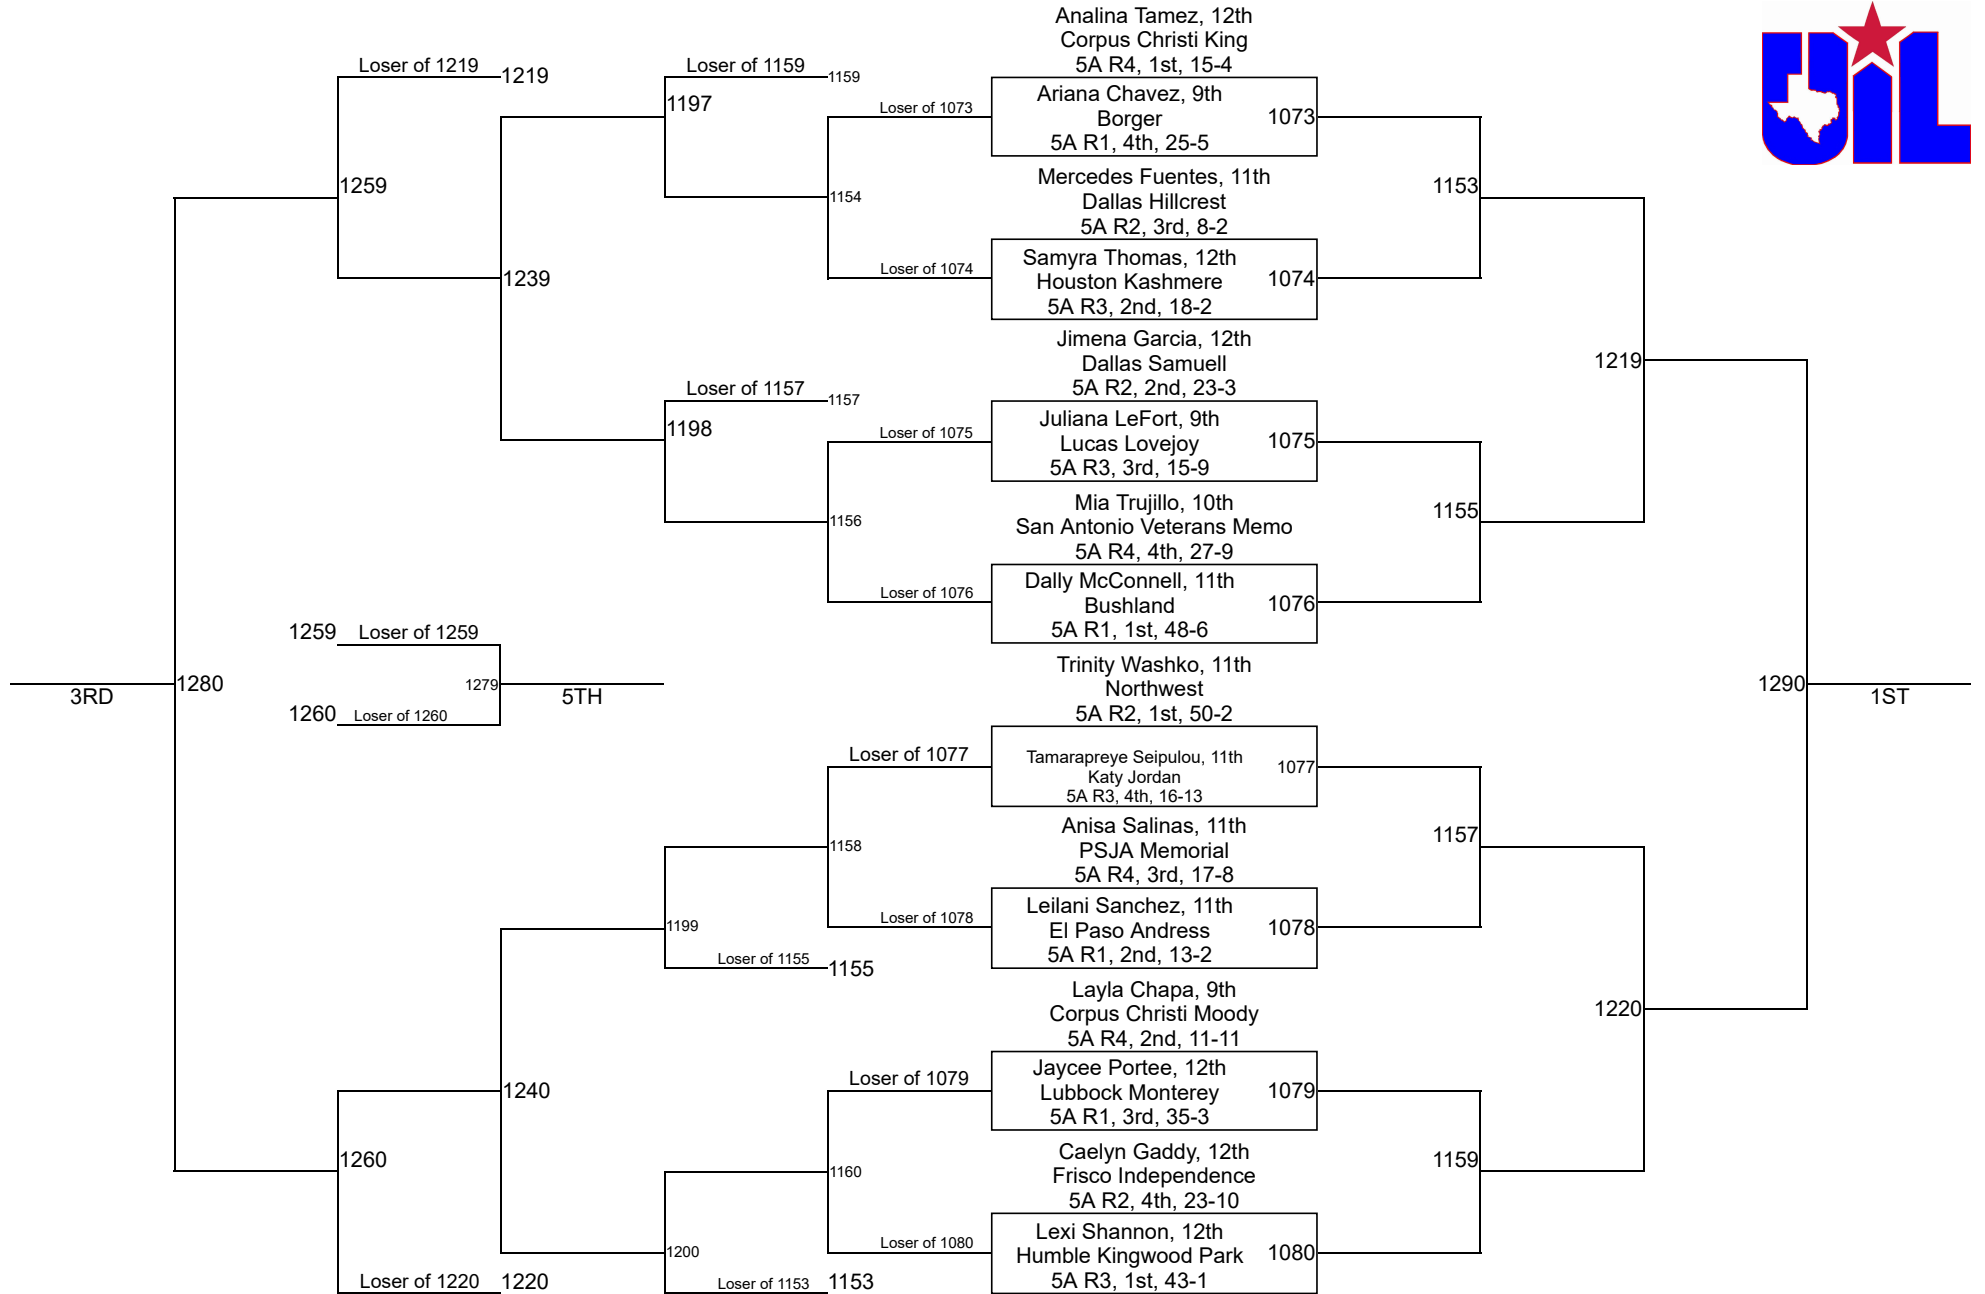 Analina Tamez, 12th
Corpus Christi King
5A R4, 1st, 15-4
UIL
Loser of 1219 1219
Loser of 1159 1159
1197
Loser of 1073
Ariana Chavez, 9th
Borger
5A R1, 4th, 25-5
1073
1259
1154
Mercedes Fuentes, 11th
Dallas Hillcrest
5A R2, 3rd, 8-2
1153
1239
Loser of 1074
Samyra Thomas, 12th
Houston Kashmere
5A R3, 2nd, 18-2
1074
Jimena Garcia, 12th
Dallas Samuell
5A R2, 2nd, 23-3
1219
Loser of 1157 1157
1198
Loser of 1075
Juliana LeFort, 9th
Lucas Lovejoy
5A R3, 3rd, 15-9
1075
1156
Mia Trujillo, 10th
San Antonio Veterans Memo
5A R4, 4th, 27-9
1155
Loser of 1076
Dally McConnell, 11th
Bushland
5A R1, 1st, 48-6
1076
1259 Loser of 1259
3RD
1280
1279
5TH
1260 Loser of 1260
Trinity Washko, 11th
Northwest
5A R2, 1st, 50-2
1290
1ST
Loser of 1077
Tamarapreye Seipulou, 11th
Katy Jordan
5A R3, 4th, 16-13
1077
1158
Anisa Salinas, 11th
PSJA Memorial
5A R4, 3rd, 17-8
1157
Loser of 1078
Leilani Sanchez, 11th
El Paso Andress
5A R1, 2nd, 13-2
1078
1199
Loser of 1155 1155
Layla Chapa, 9th
Corpus Christi Moody
5A R4, 2nd, 11-11
1220
1240
Loser of 1079
Jaycee Portee, 12th
Lubbock Monterey
5A R1, 3rd, 35-3
1079
1260
1160
Caelyn Gaddy, 12th
Frisco Independence
5A R2, 4th, 23-10
1159
1200
Loser of 1080
Lexi Shannon, 12th
Humble Kingwood Park
5A R3, 1st, 43-1
1080
Loser of 1220 1220
Loser of 1153 1153